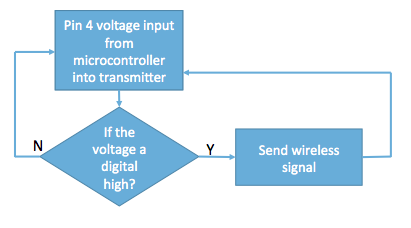 Pin 4 voltage input
from
microcontroller
into transmitter
If the
voltage a
digital
high?
N
Y
Send wireless
signal